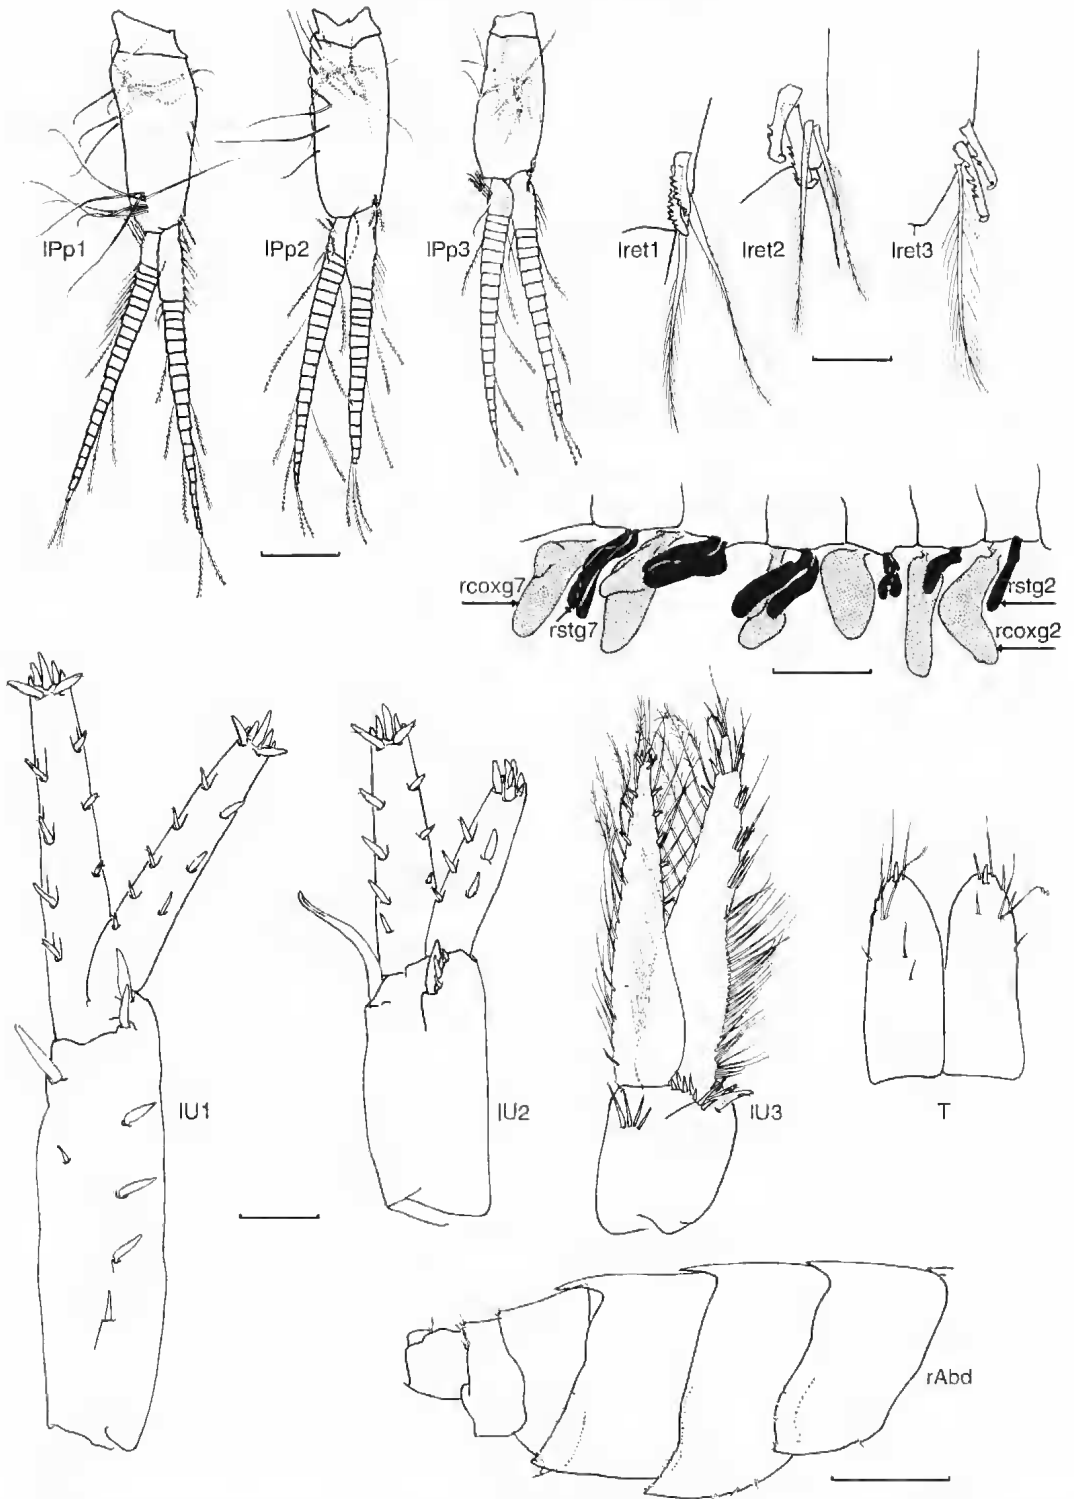 lPp1
lPp2
lPp3
lret1
lret2
lret3
rcoxg7
rstg7
rstg2
rcoxg2
lU1
lU2
lU3
T
rAbd